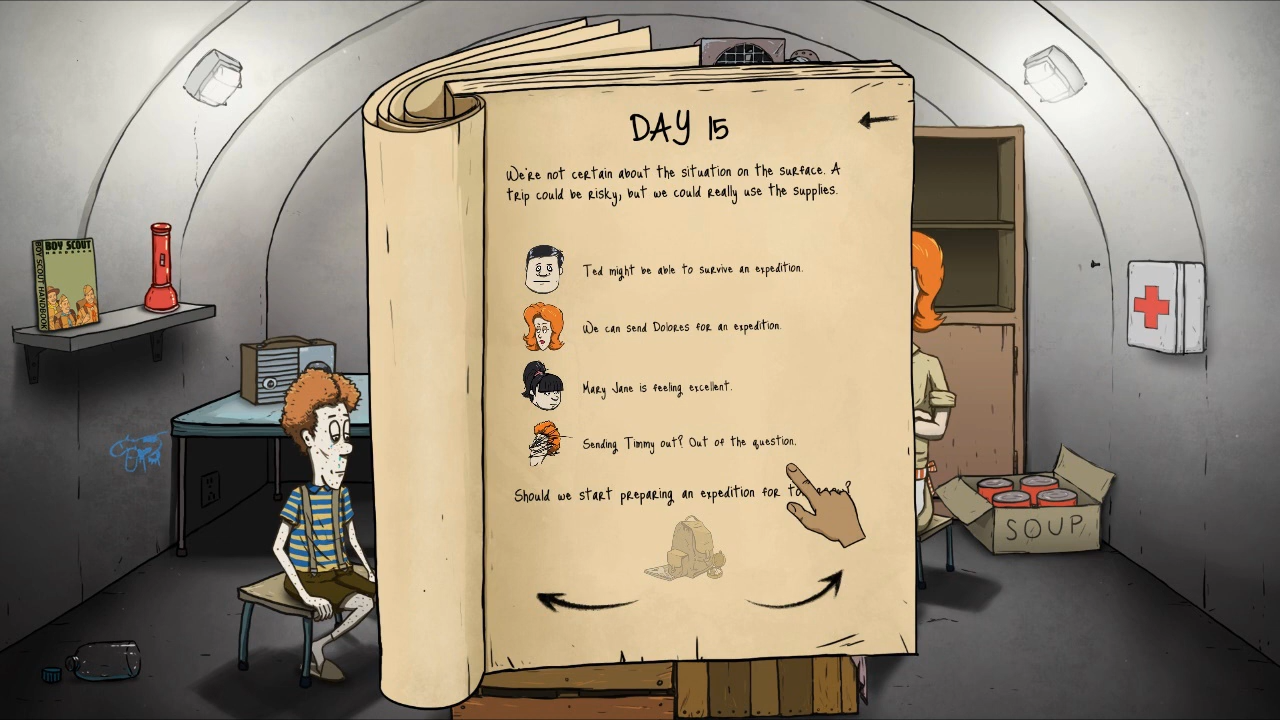 DAY 15
We're not certain about the situation on the surface. A
trip could be risky, but we could really use the supplies.
Ted might be able to survive an expedition.
We can send Dolores for an expedition.
Mary Jane is feeling excellent.
Sending Timmy out? Out of the question.
Should we start preparing an expedition for
BOY SCOUT
BOY SCOUT HANDBOOK
SOUP